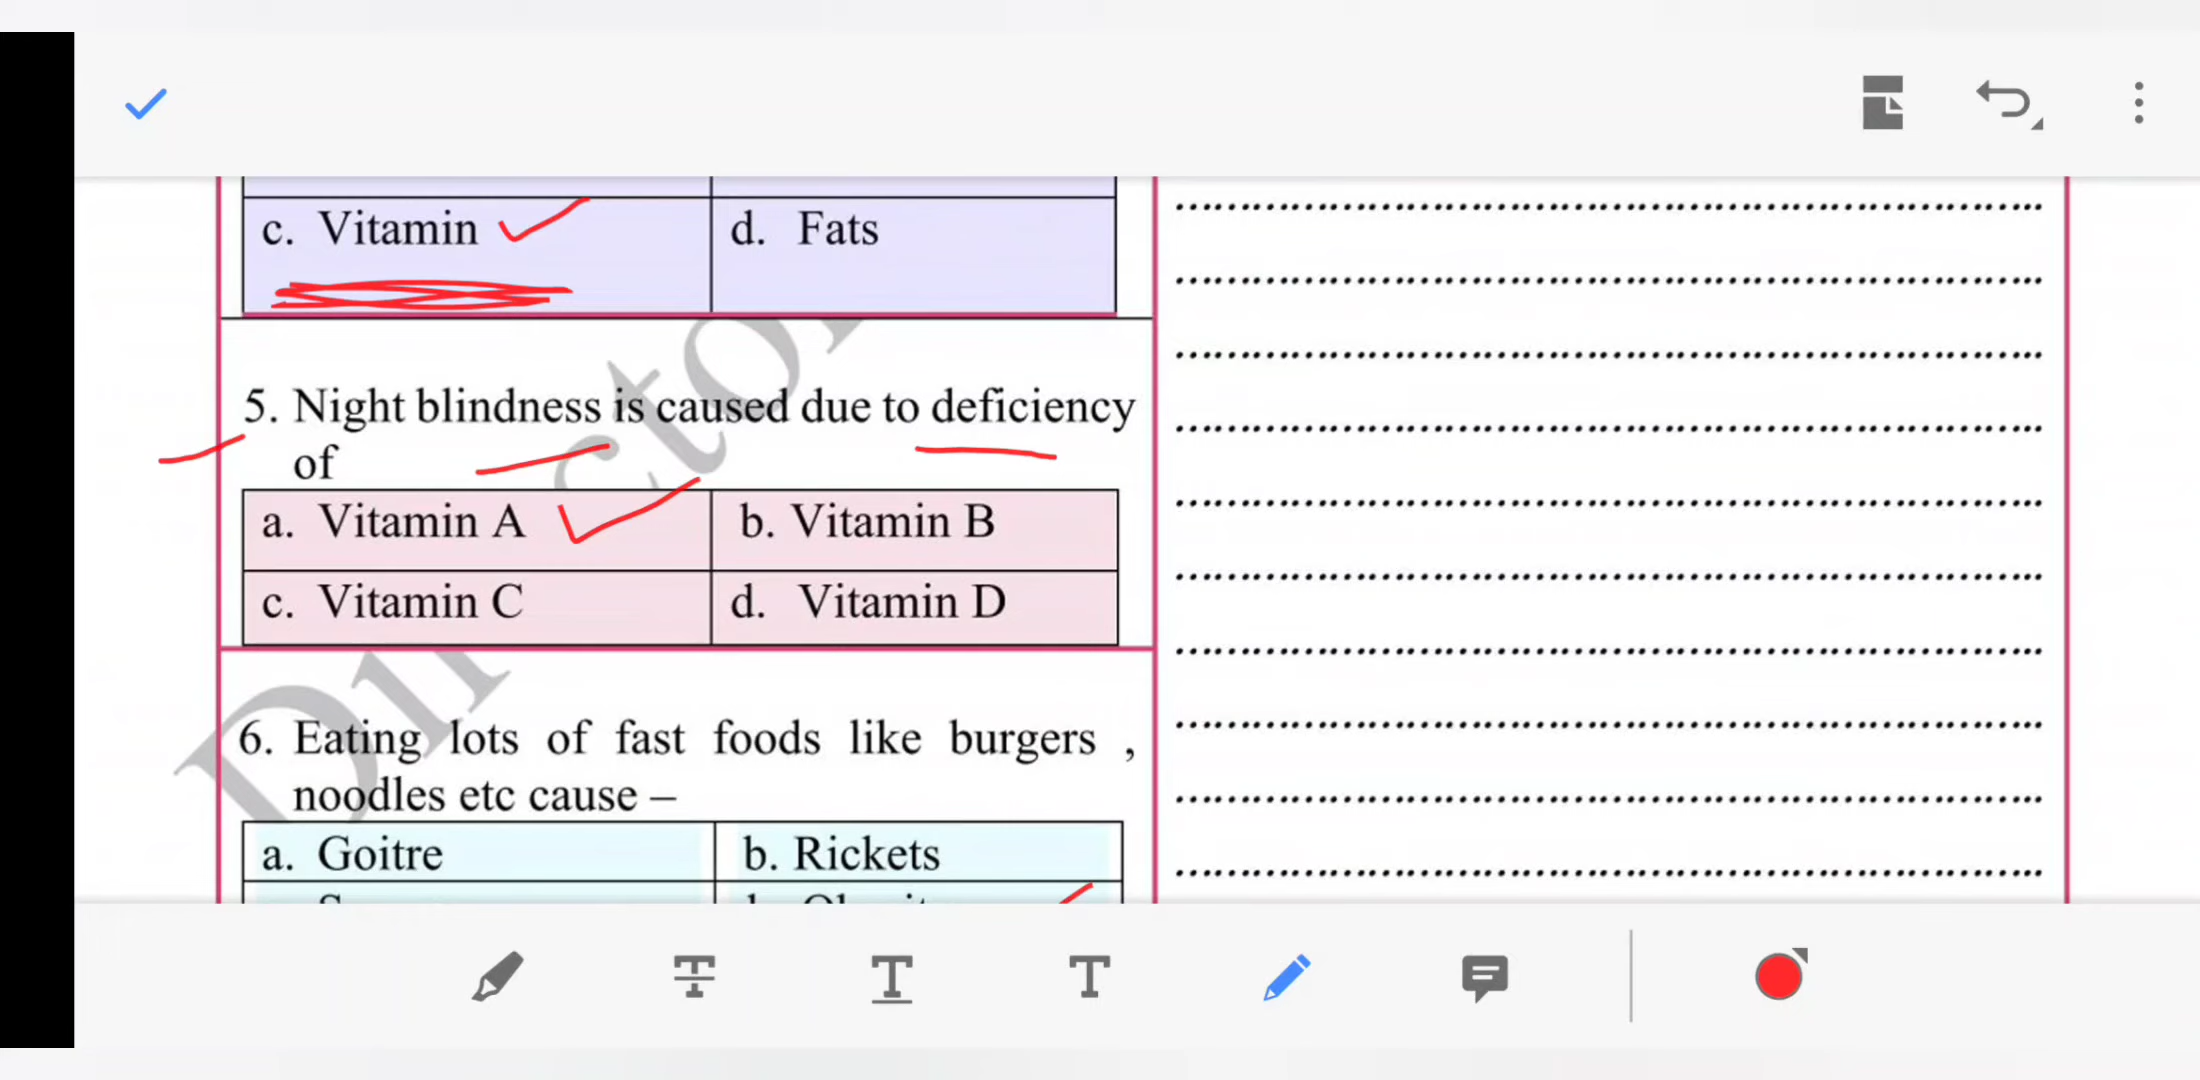 c. Vitamin
d. Fats
5. Night blindness is caused due to deficiency
of
a. Vitamin A
b. Vitamin B
c. Vitamin C
d. Vitamin D
6. Eating lots of fast foods like burgers ,
noodles etc cause –
a. Goitre
b. Rickets